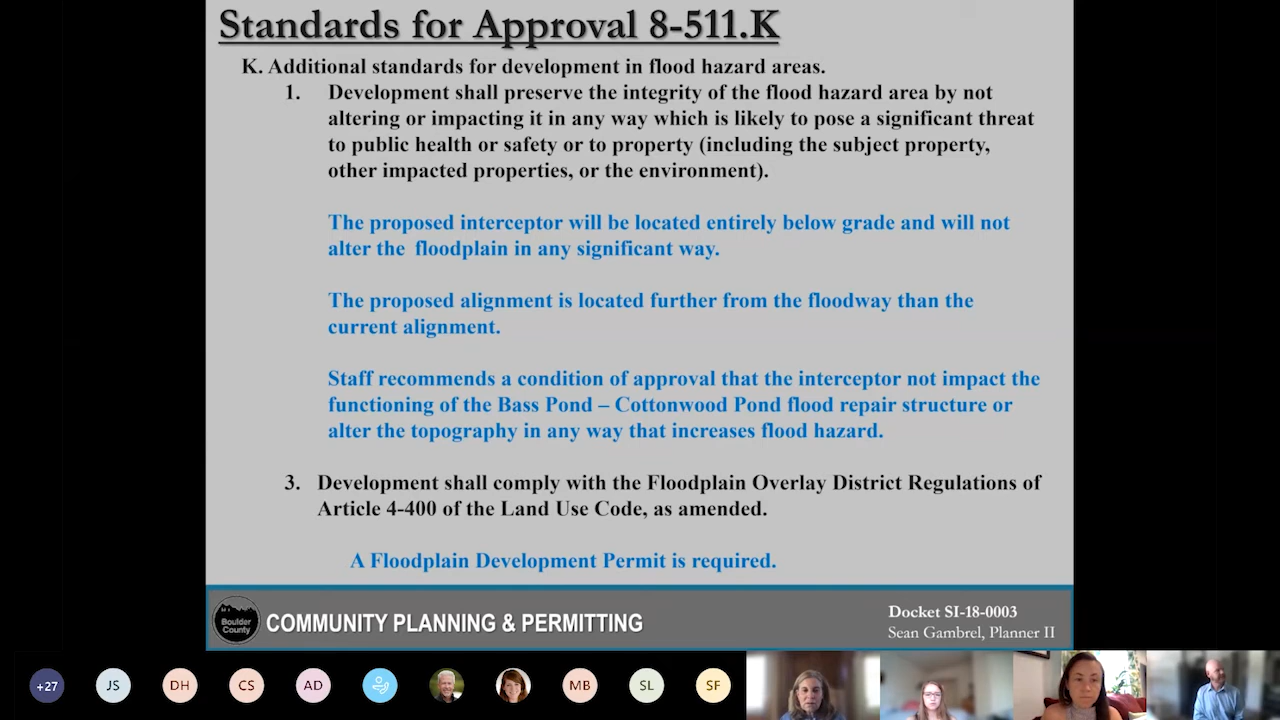 Standards for Approval 8-511.K
K. Additional standards for development in flood hazard areas.
1. Development shall preserve the integrity of the flood hazard area by not
altering or impacting it in any way which is likely to pose a significant threat
to public health or safety or to property (including the subject property,
other impacted properties, or the environment).
The proposed interceptor will be located entirely below grade and will not
alter the floodplain in any significant way.
The proposed alignment is located further from the floodway than the
current alignment.
Staff recommends a condition of approval that the interceptor not impact the
functioning of the Bass Pond – Cottonwood Pond flood repair structure or
alter the topography in any way that increases flood hazard.
3. Development shall comply with the Floodplain Overlay District Regulations of
Article 4-400 of the Land Use Code, as amended.
A Floodplain Development Permit is required.
Boulder
County
COMMUNITY PLANNING & PERMITTING
Docket SI-18-0003
Sean Gambrel, Planner II
+27 JS DH CS AD MB SL SF